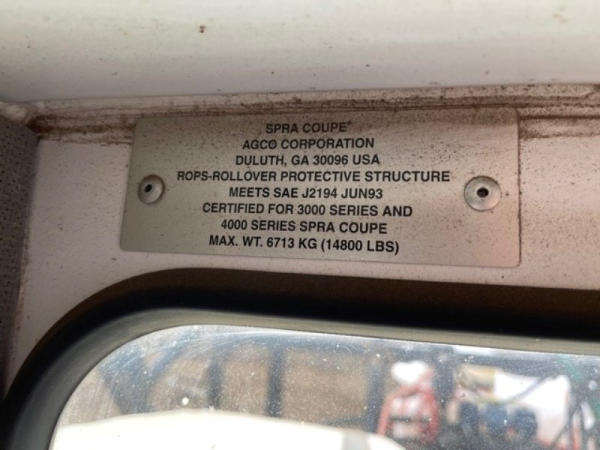 SPRA COUPE®
AGCO CORPORATION
DULUTH, GA 30096 USA
ROPS-ROLLOVER PROTECTIVE STRUCTURE
MEETS SAE J2194 JUN93
CERTIFIED FOR 3000 SERIES AND
4000 SERIES SPRA COUPE
MAX. WT. 6713 KG (14800 LBS)